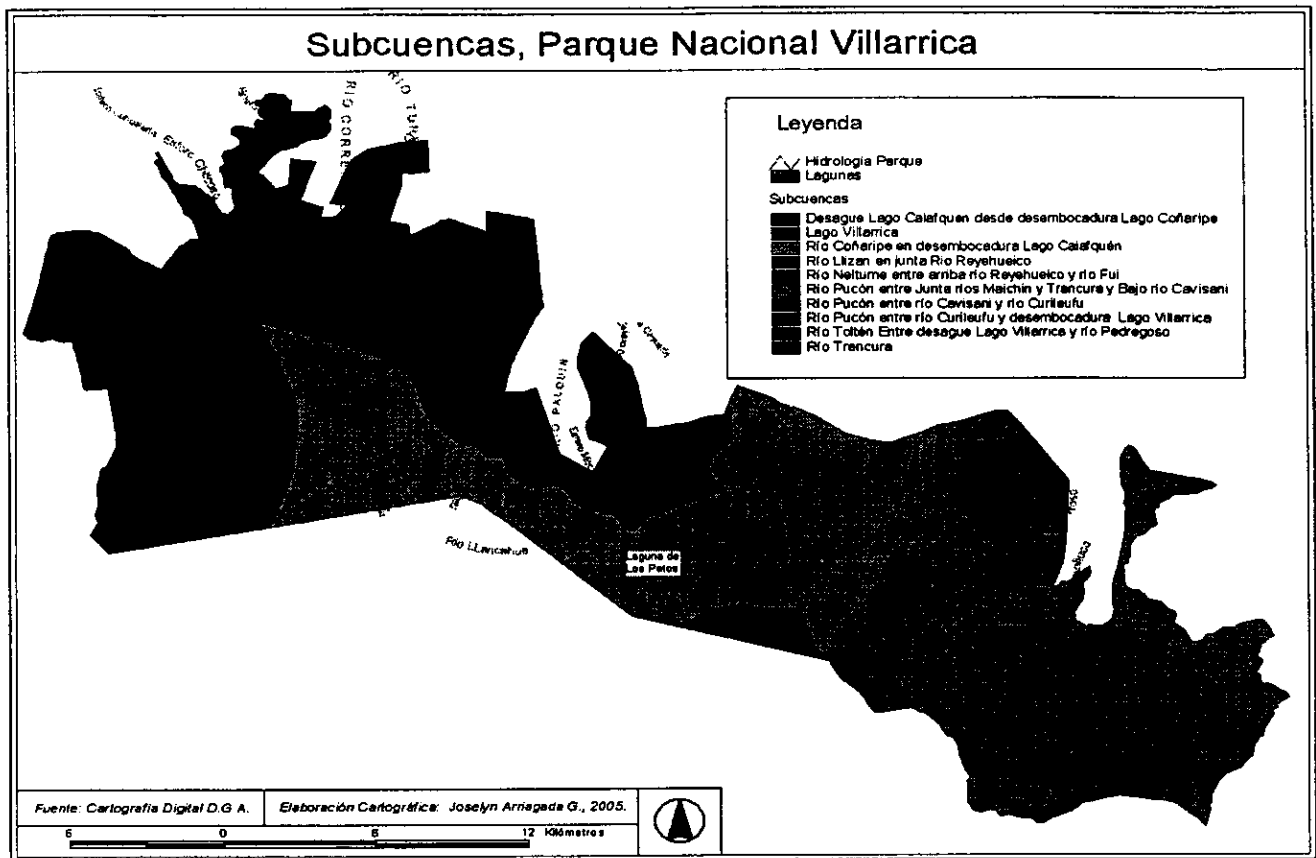 Subcuencas, Parque Nacional Villarrica
RIO TURB
RIO CORRE
Leyenda
Hidrología Parque
Lagunas
Subcuencas
Desague Lago Calafquen desde desembocadura Lago Coñaripe
Lago Villarrica
Río Coñaripe en desembocadura Lago Calafquén
Río Llizan en junta Río Reyehueico
Río Neltume entre arriba río Reyehueico y río Fui
Río Pucón entre Junta ríos Maichin y Trancura y Bajo río Cavisani
Río Pucón entre río Cavisani y río Curileufu
Río Pucón entre río Curileufu y desembocadura Lago Villarrica
Río Toltén Entre desague Lago Villarrica y río Pedregoso
Río Trancura
RIO PALGUIN
Río LLancahue
Laguna de
Los Patos
Fuente: Cartografía Digital D.G A.
Elaboración Cartográfica: Joselyn Arriagada G., 2005.
6 0 6 12 Kilómetros